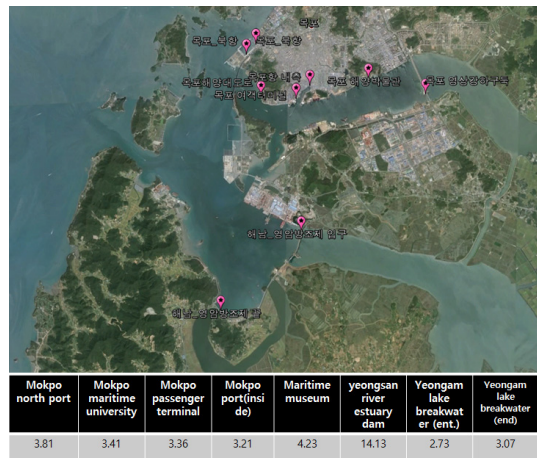 목포
목포_북항
목포_북항
목포해양대도로
목포항 내측
목포 여객터미널
목포 해양박물관
목포 영산강하구둑
해남_영암방조제 입구
해남_영암방조제 끝
Mokpo north port
Mokpo maritime university
Mokpo passenger terminal
Mokpo port(insi de)
Maritime museum
yeongsan river estuary dam
Yeongam lake breakwat er (ent.)
Yeongam lake breakwater (end)
3.81 3.41 3.36 3.21 4.23 14.13 2.73 3.07